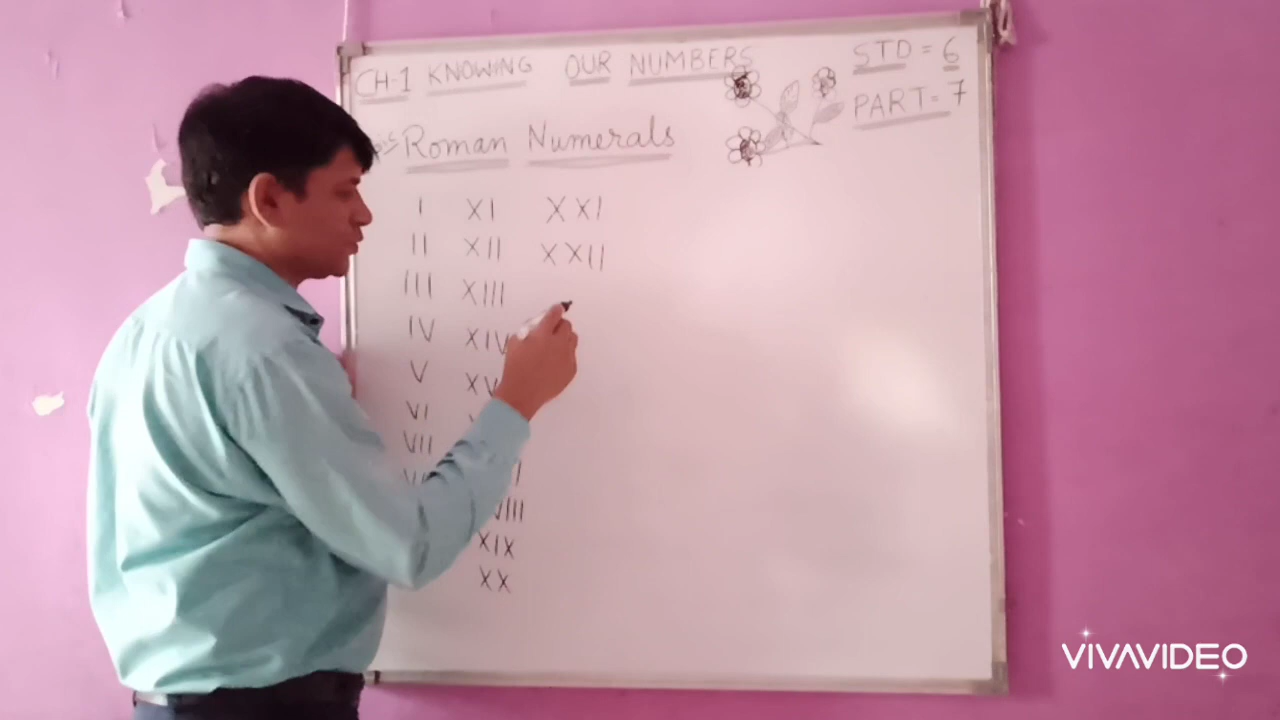 CH-1 KNOWING OUR NUMBERS
STD = 6
PART = 7
Roman Numerals
I XI XXI
II XII XXII
III XIII
IV XIV
V XV
VI
VII
XIX
XX
VIVAVIDEO